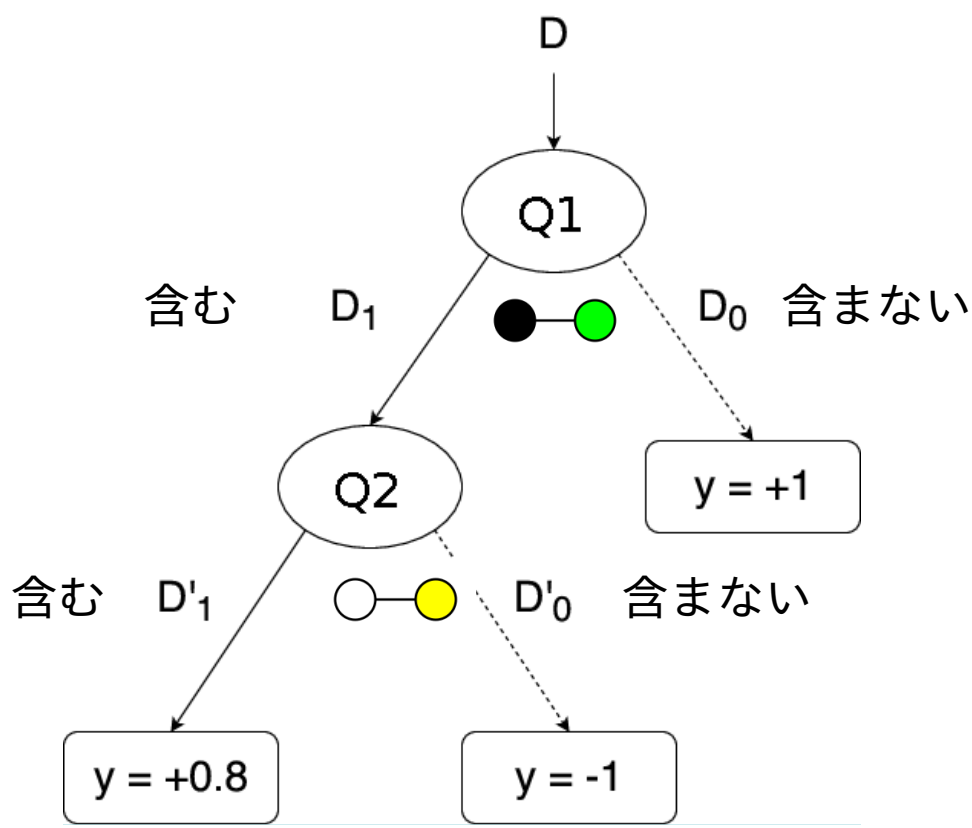 D
Q1
含む D₁ D₀ 含まない
Q2
y = +1
含む D'₁ D'₀ 含まない
y = +0.8 y = -1